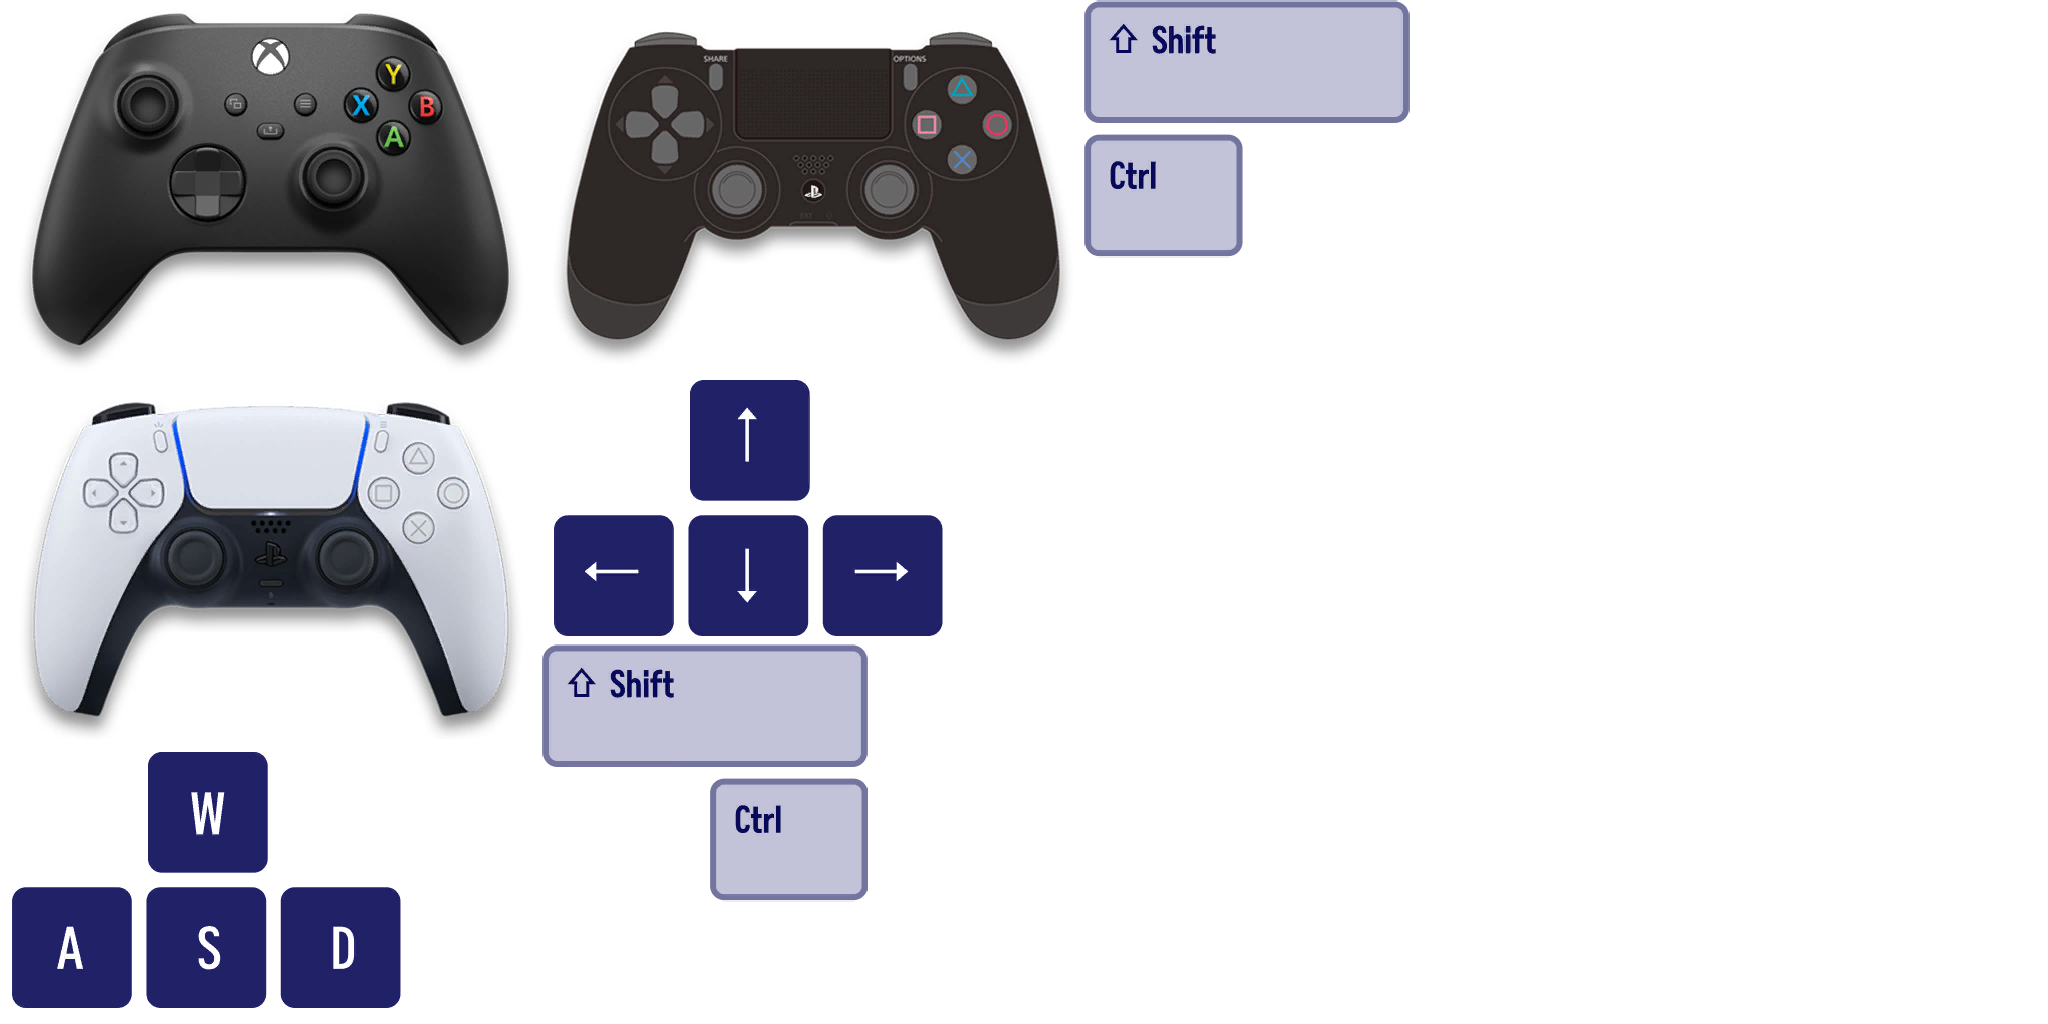 Y
X
B
A
SHARE
OPTIONS
⇧ Shift
Ctrl
↑
←
↓
→
⇧ Shift
Ctrl
W
A
S
D